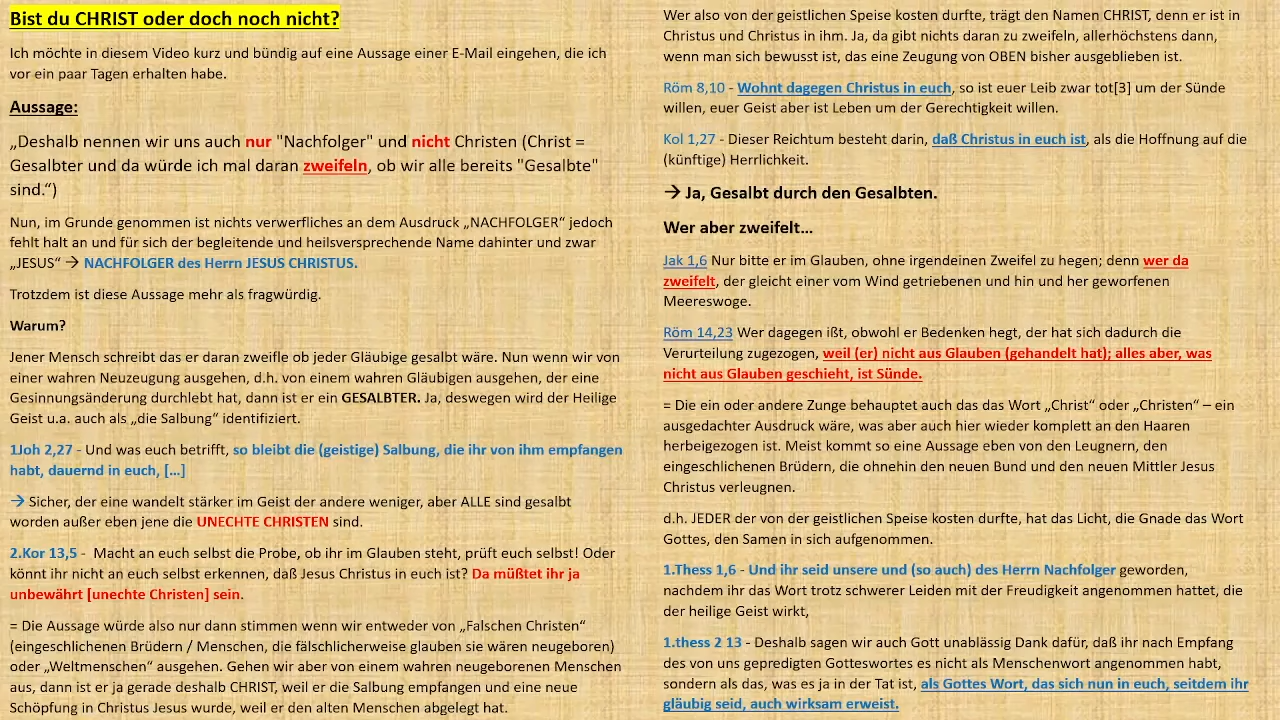 Bist du CHRIST oder doch noch nicht?
Ich möchte in diesem Video kurz und bündig auf eine Aussage einer E-Mail eingehen, die ich
vor ein paar Tagen erhalten habe.
Aussage:
„Deshalb nennen wir uns auch nur "Nachfolger" und nicht Christen (Christ =
Gesalbter und da würde ich mal daran zweifeln, ob wir alle bereits "Gesalbte"
sind.“)
Nun, im Grunde genommen ist nichts verwerfliches an dem Ausdruck „NACHFOLGER“ jedoch
fehlt halt an und für sich der begleitende und heilsversprechende Name dahinter und zwar
„JESUS“ → NACHFOLGER des Herrn JESUS CHRISTUS.
Trotzdem ist diese Aussage mehr als fragwürdig.
Warum?
Jener Mensch schreibt das er daran zweifle ob jeder Gläubige gesalbt wäre. Nun wenn wir von
einer wahren Neuzeugung ausgehen, d.h. von einem wahren Gläubigen ausgehen, der eine
Gesinnungsänderung durchlebt hat, dann ist er ein GESALBTER. Ja, deswegen wird der Heilige
Geist u.a. auch als „die Salbung“ identifiziert.
1Joh 2,27 - Und was euch betrifft, so bleibt die (geistige) Salbung, die ihr von ihm empfangen
habt, dauernd in euch, […]
→ Sicher, der eine wandelt stärker im Geist der andere weniger, aber ALLE sind gesalbt
worden außer eben jene die UNECHTE CHRISTEN sind.
2.Kor 13,5 - Macht an euch selbst die Probe, ob ihr im Glauben steht, prüft euch selbst! Oder
könnt ihr nicht an euch selbst erkennen, daß Jesus Christus in euch ist? Da müßtet ihr ja
unbewährt [unechte Christen] sein.
= Die Aussage würde also nur dann stimmen wenn wir entweder von „Falschen Christen“
(eingeschlichenen Brüdern / Menschen, die fälschlicherweise glauben sie wären neugeboren)
oder „Weltmenschen“ ausgehen. Gehen wir aber von einem wahren neugeborenen Menschen
aus, dann ist er ja gerade deshalb CHRIST, weil er die Salbung empfangen und eine neue
Schöpfung in Christus Jesus wurde, weil er den alten Menschen abgelegt hat.
Wer also von der geistlichen Speise kosten durfte, trägt den Namen CHRIST, denn er ist in
Christus und Christus in ihm. Ja, da gibt nichts daran zu zweifeln, allerhöchstens dann,
wenn man sich bewusst ist, das eine Zeugung von OBEN bisher ausgeblieben ist.
Röm 8,10 - Wohnt dagegen Christus in euch, so ist euer Leib zwar tot[3] um der Sünde
willen, euer Geist aber ist Leben um der Gerechtigkeit willen.
Kol 1,27 - Dieser Reichtum besteht darin, daß Christus in euch ist, als die Hoffnung auf die
(künftige) Herrlichkeit.
→ Ja, Gesalbt durch den Gesalbten.
Wer aber zweifelt…
Jak 1,6 Nur bitte er im Glauben, ohne irgendeinen Zweifel zu hegen; denn wer da
zweifelt, der gleicht einer vom Wind getriebenen und hin und her geworfenen
Meereswoge.
Röm 14,23 Wer dagegen ißt, obwohl er Bedenken hegt, der hat sich dadurch die
Verurteilung zugezogen, weil (er) nicht aus Glauben (gehandelt hat); alles aber, was
nicht aus Glauben geschieht, ist Sünde.
= Die ein oder andere Zunge behauptet auch das das Wort „Christ“ oder „Christen“ – ein
ausgedachter Ausdruck wäre, was aber auch hier wieder komplett an den Haaren
herbeigezogen ist. Meist kommt so eine Aussage eben von den Leugnern, den
eingeschlichenen Brüdern, die ohnehin den neuen Bund und den neuen Mittler Jesus
Christus verleugnen.
d.h. JEDER der von der geistlichen Speise kosten durfte, hat das Licht, die Gnade das Wort
Gottes, den Samen in sich aufgenommen.
1.Thess 1,6 - Und ihr seid unsere und (so auch) des Herrn Nachfolger geworden,
nachdem ihr das Wort trotz schwerer Leiden mit der Freudigkeit angenommen hattet, die
der heilige Geist wirkt,
1.thess 2 13 - Deshalb sagen wir auch Gott unablässig Dank dafür, daß ihr nach Empfang
des von uns gepredigten Gotteswortes es nicht als Menschenwort angenommen habt,
sondern als das, was es ja in der Tat ist, als Gottes Wort, das sich nun in euch, seitdem ihr
gläubig seid, auch wirksam erweist.